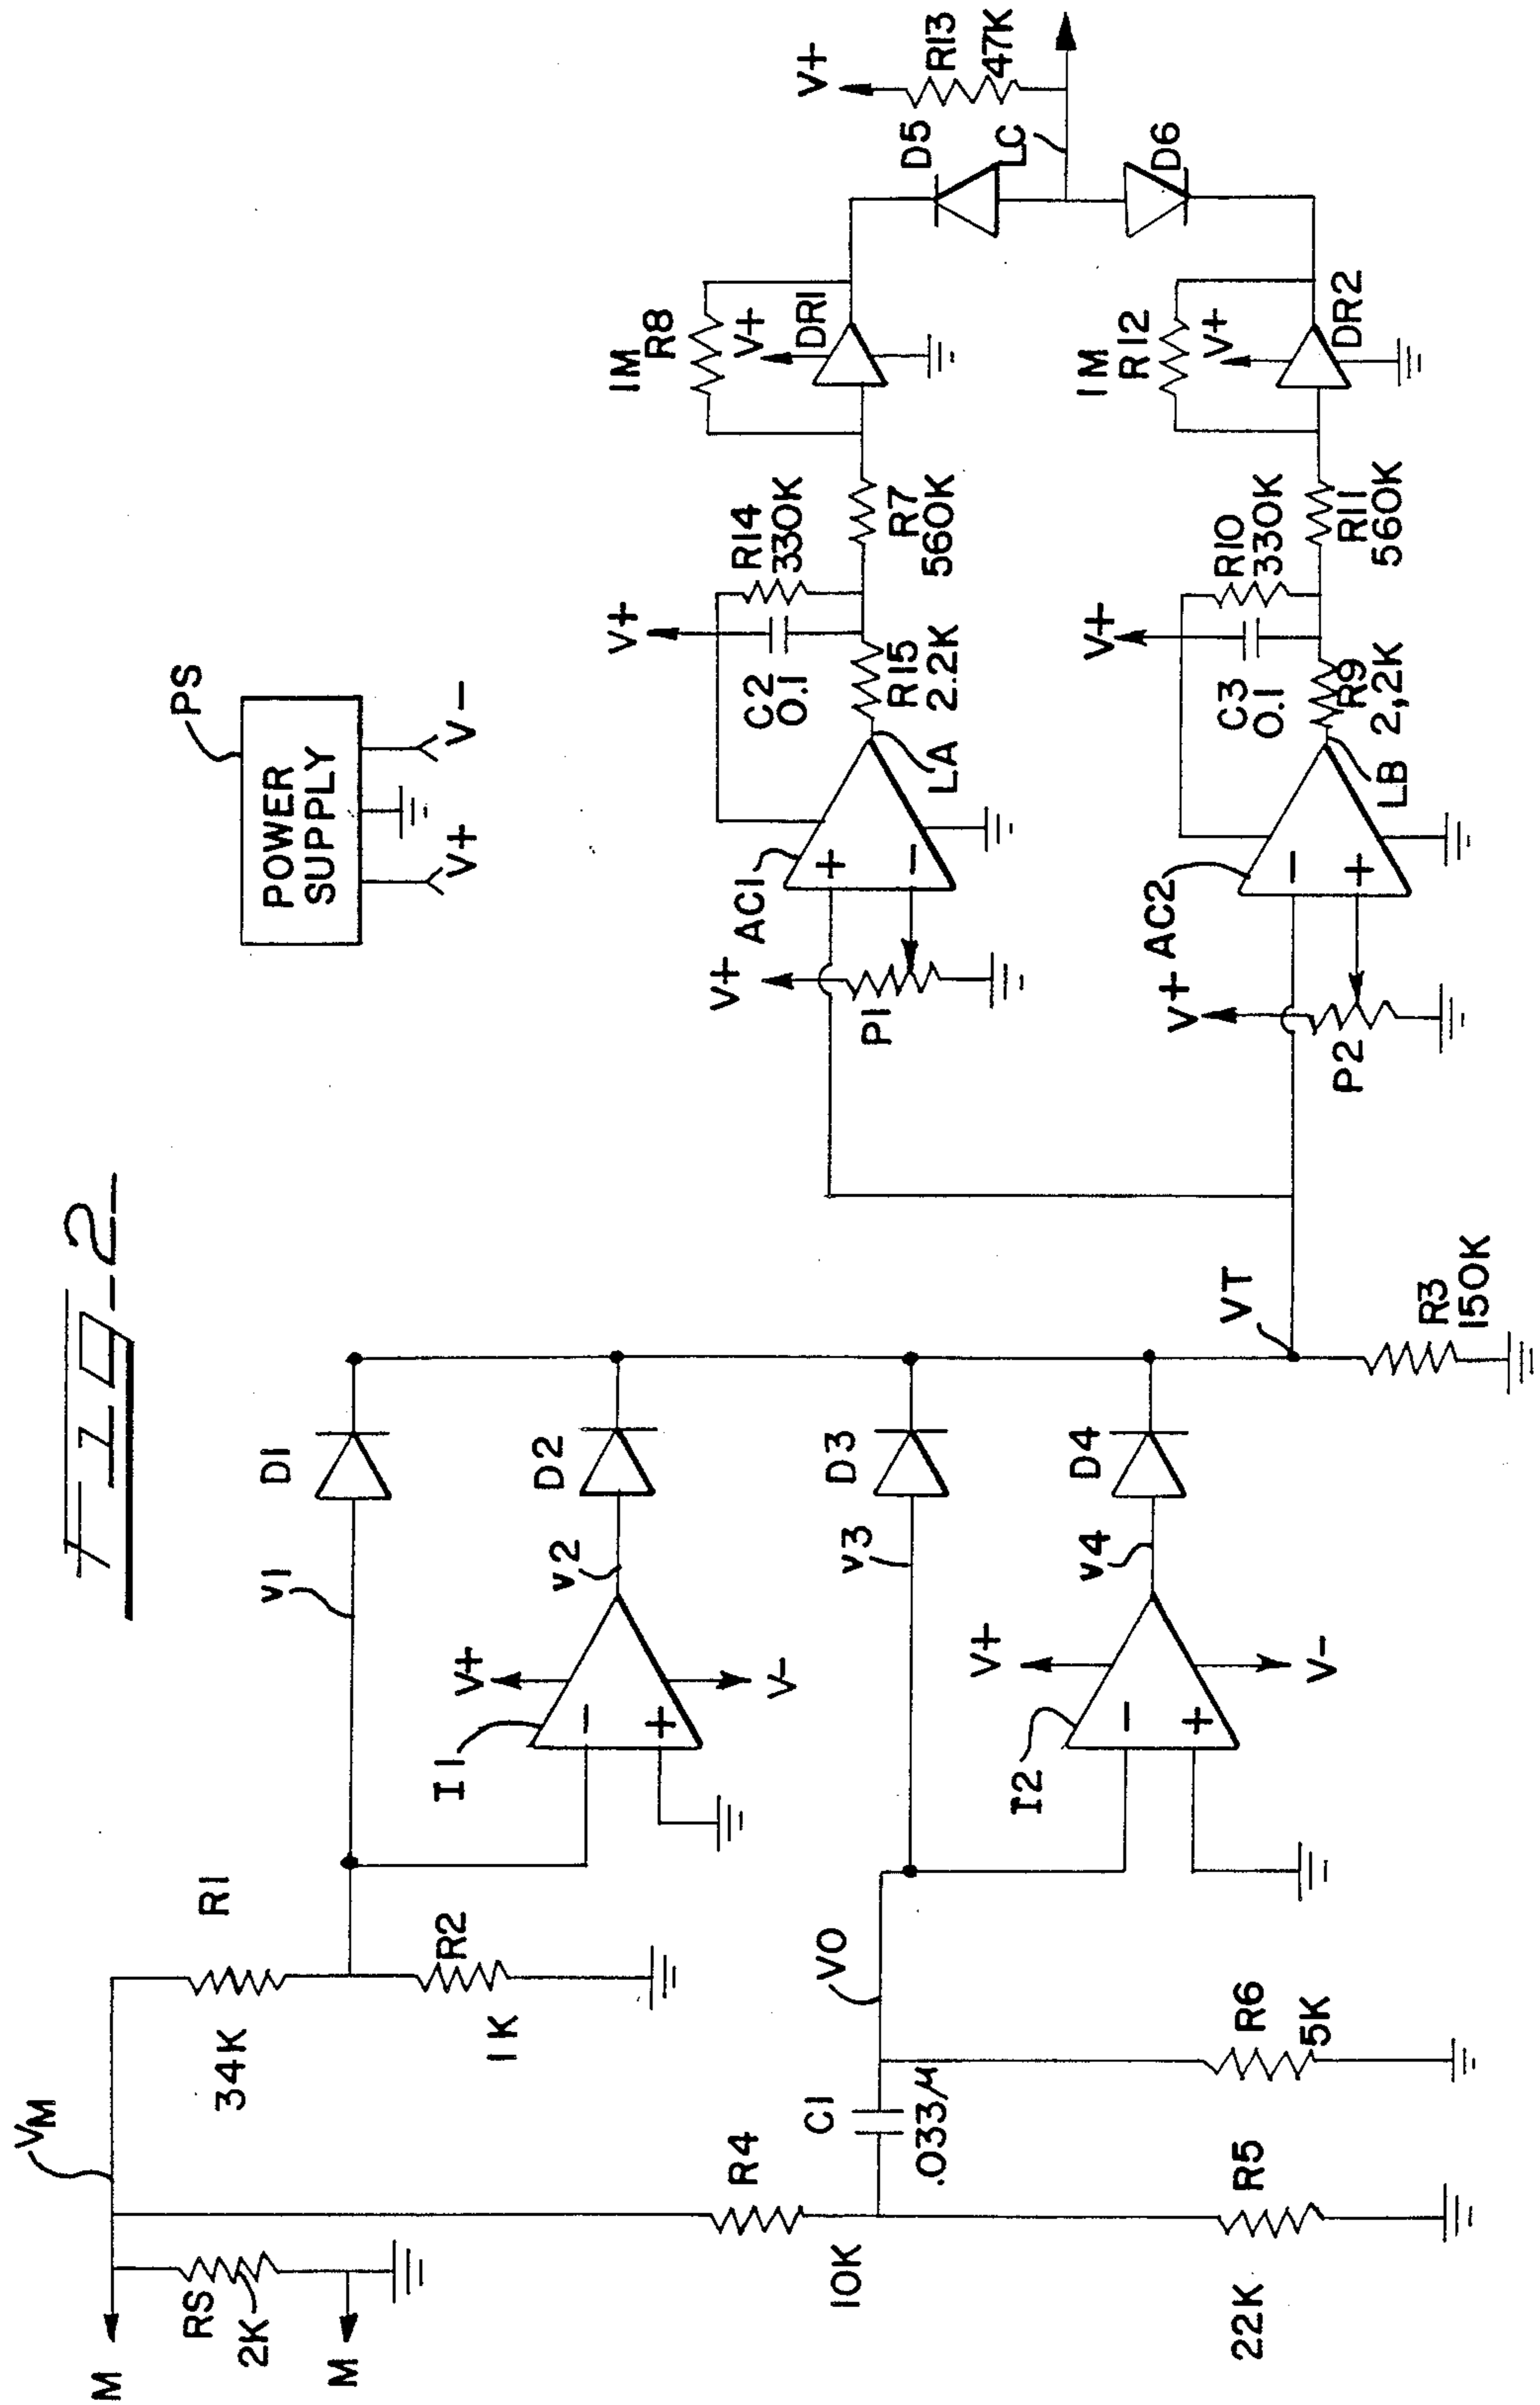 FIG-2-
POWER
SUPPLY
PS
V+
V-
M
RS
2K
M
VM
34K
R1
R2
1K
v1
D1
I1
V+
V-
-
+
v2
D2
R4
10K
C1
.033μ
R5
22K
R6
5K
VO
v3
D3
I2
V+
V-
-
+
v4
D4
VT
R3
150K
V+
P1
AC1
+
-
LA
V+
C2
0.1
R14
330K
R15
2.2K
R7
560K
1M
R8
V+
DR1
D5
V+
R13
47K
LC
D6
V+
P2
AC2
-
+
LB
V+
C3
0.1
R10
330K
R9
2,2K
R11
560K
1M
R12
V+
DR2